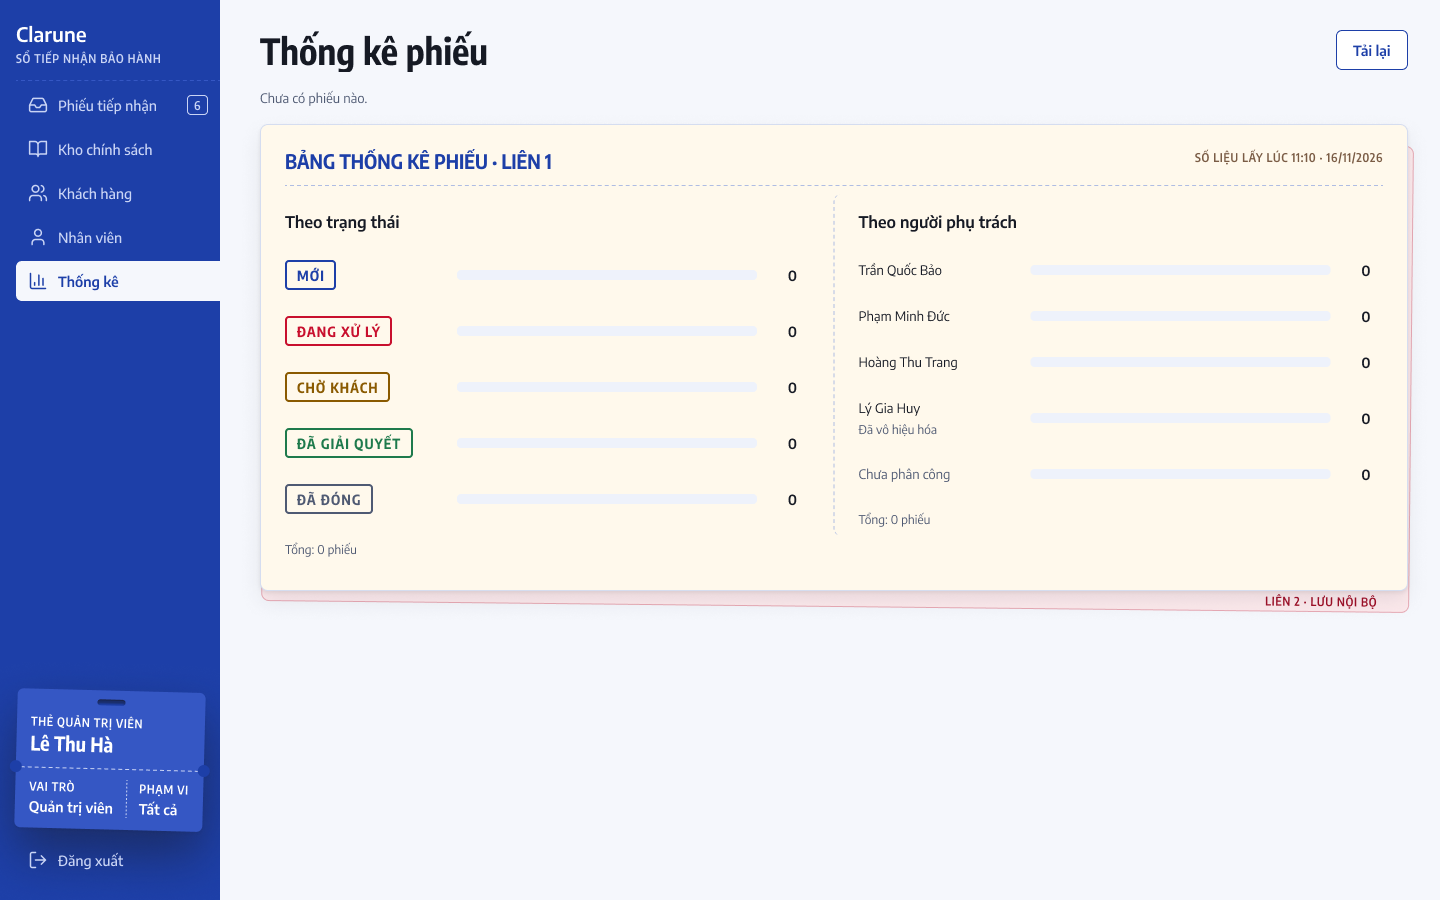 Clarune
SỔ TIẾP NHẬN BẢO HÀNH
Phiếu tiếp nhận
6
Kho chính sách
Khách hàng
Nhân viên
Thống kê
THẺ QUẢN TRỊ VIÊN
Lê Thu Hà
VAI TRÒ
Quản trị viên
PHẠM VI
Tất cả
Đăng xuất
Thống kê phiếu
Tải lại
Chưa có phiếu nào.
BẢNG THỐNG KÊ PHIẾU · LIÊN 1
SỐ LIỆU LẤY LÚC 11:10 · 16/11/2026
Theo trạng thái
MỚI
0
ĐANG XỬ LÝ
0
CHỜ KHÁCH
0
ĐÃ GIẢI QUYẾT
0
ĐÃ ĐÓNG
0
Tổng: 0 phiếu
Theo người phụ trách
Trần Quốc Bảo
0
Phạm Minh Đức
0
Hoàng Thu Trang
0
Lý Gia Huy
Đã vô hiệu hóa
0
Chưa phân công
0
Tổng: 0 phiếu
LIÊN 2 · LƯU NỘI BỘ